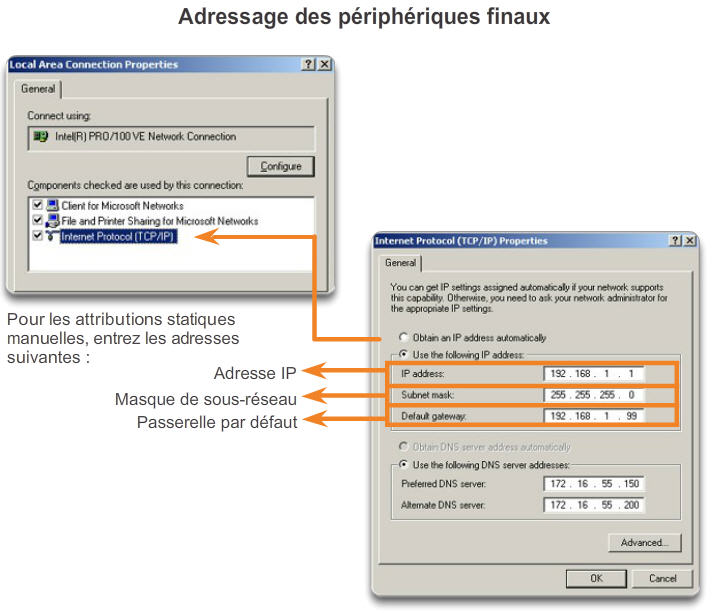 Adressage des périphériques finaux
Local Area Connection Properties
General
Connect using:
Intel(R) PRO/100 VE Network Connection
Configure
Components checked are used by this connection:
Client for Microsoft Networks
File and Printer Sharing for Microsoft Networks
Internet Protocol (TCP/IP)
Pour les attributions statiques
manuelles, entrez les adresses
suivantes :
Adresse IP
Masque de sous-réseau
Passerelle par défaut
Internet Protocol (TCP/IP) Properties
General
You can get IP settings assigned automatically if your network supports
this capability. Otherwise, you need to ask your network administrator for
the appropriate IP settings.
Obtain an IP address automatically
Use the following IP address:
IP address: 192 . 168 . 1 . 1
Subnet mask: 255 . 255 . 255 . 0
Default gateway: 192 . 168 . 1 . 99
Obtain DNS server address automatically
Use the following DNS server addresses:
Preferred DNS server: 172 . 16 . 55 . 150
Alternate DNS server: 172 . 16 . 55 . 200
Advanced...
OK Cancel